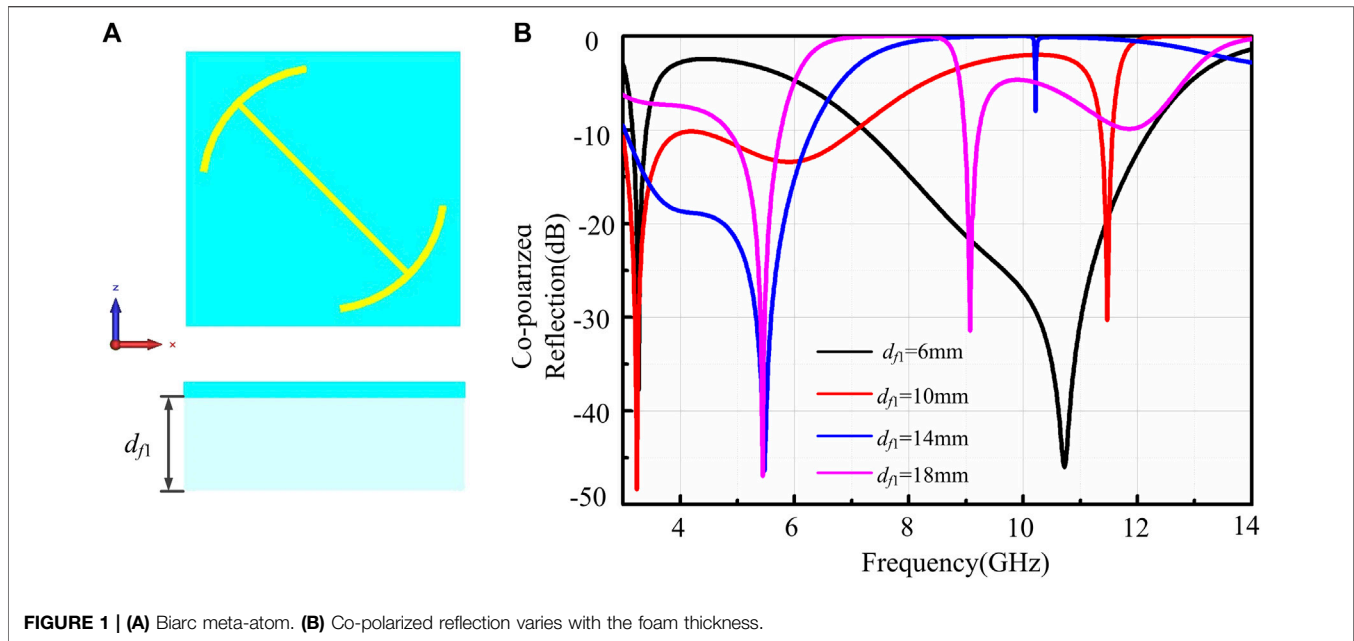 A
z
x
d_f1
B
Co-polarized
Reflection(dB)
0
-10
-20
-30
-40
-50
d_f1=6mm
d_f1=10mm
d_f1=14mm
d_f1=18mm
4 6 8 10 12 14
Frequency(GHz)
FIGURE 1 | (A) Biarc meta-atom. (B) Co-polarized reflection varies with the foam thickness.